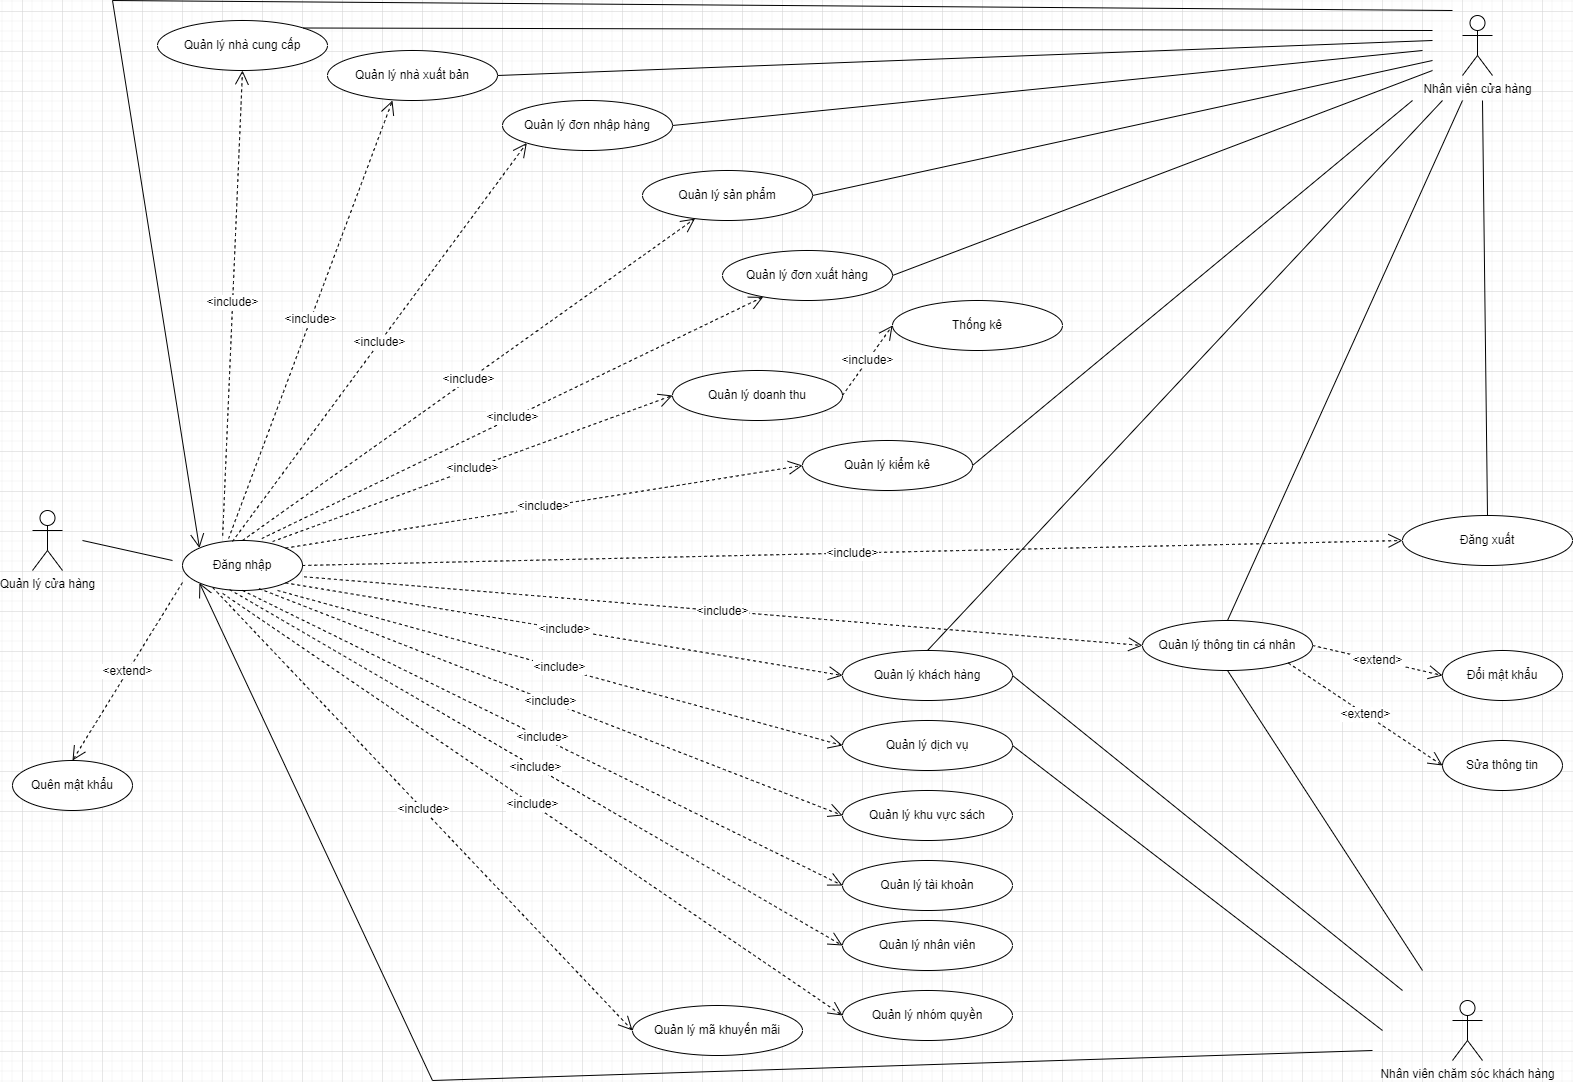 Quản lý nhà cung cấp
Quản lý nhà xuất bản
Nhân viên cửa hàng
Quản lý đơn nhập hàng
Quản lý sản phẩm
Quản lý đơn xuất hàng
<include>
<include>
Thống kê
<include>
<include>
<include>
Quản lý doanh thu
<include>
<include>
Quản lý kiểm kê
<include>
Đăng xuất
<include>
Đăng nhập
Quản lý cửa hàng
<include>
<include>
Quản lý thông tin cá nhân
<extend>
<include>
<extend>
Quản lý khách hàng
Đổi mật khẩu
<include>
<extend>
<include>
Quản lý dịch vụ
<include>
Sửa thông tin
Quên mật khẩu
<include>
<include>
Quản lý khu vực sách
Quản lý tài khoản
Quản lý nhân viên
Quản lý nhóm quyền
Quản lý mã khuyến mãi
Nhân viên chăm sóc khách hàng